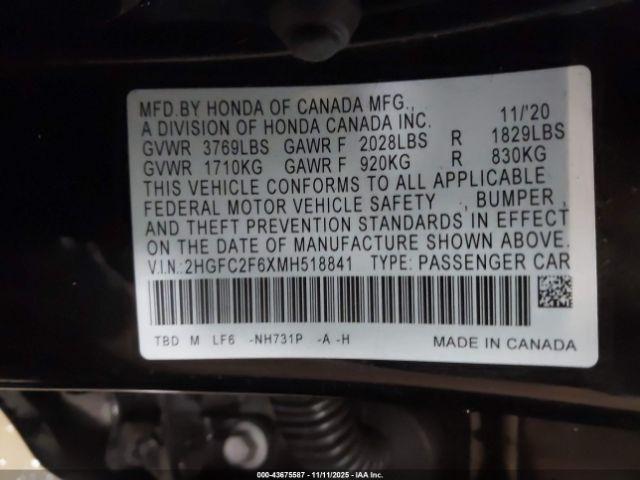 MFD.BY HONDA OF CANADA MFG., 11/'20
A DIVISION OF HONDA CANADA INC.
GVWR 3769LBS GAWR F 2028LBS R 1829LBS
GVWR 1710KG GAWR F 920KG R 830KG
THIS VEHICLE CONFORMS TO ALL APPLICABLE
FEDERAL MOTOR VEHICLE SAFETY , BUMPER ,
AND THEFT PREVENTION STANDARDS IN EFFECT
ON THE DATE OF MANUFACTURE SHOWN ABOVE.
V.I.N.: 2HGFC2F6XMH518841 TYPE: PASSENGER CAR
TBD M LF6 -NH731P -A -H MADE IN CANADA
000-43675587 - 11/11/2025 - IAA Inc.